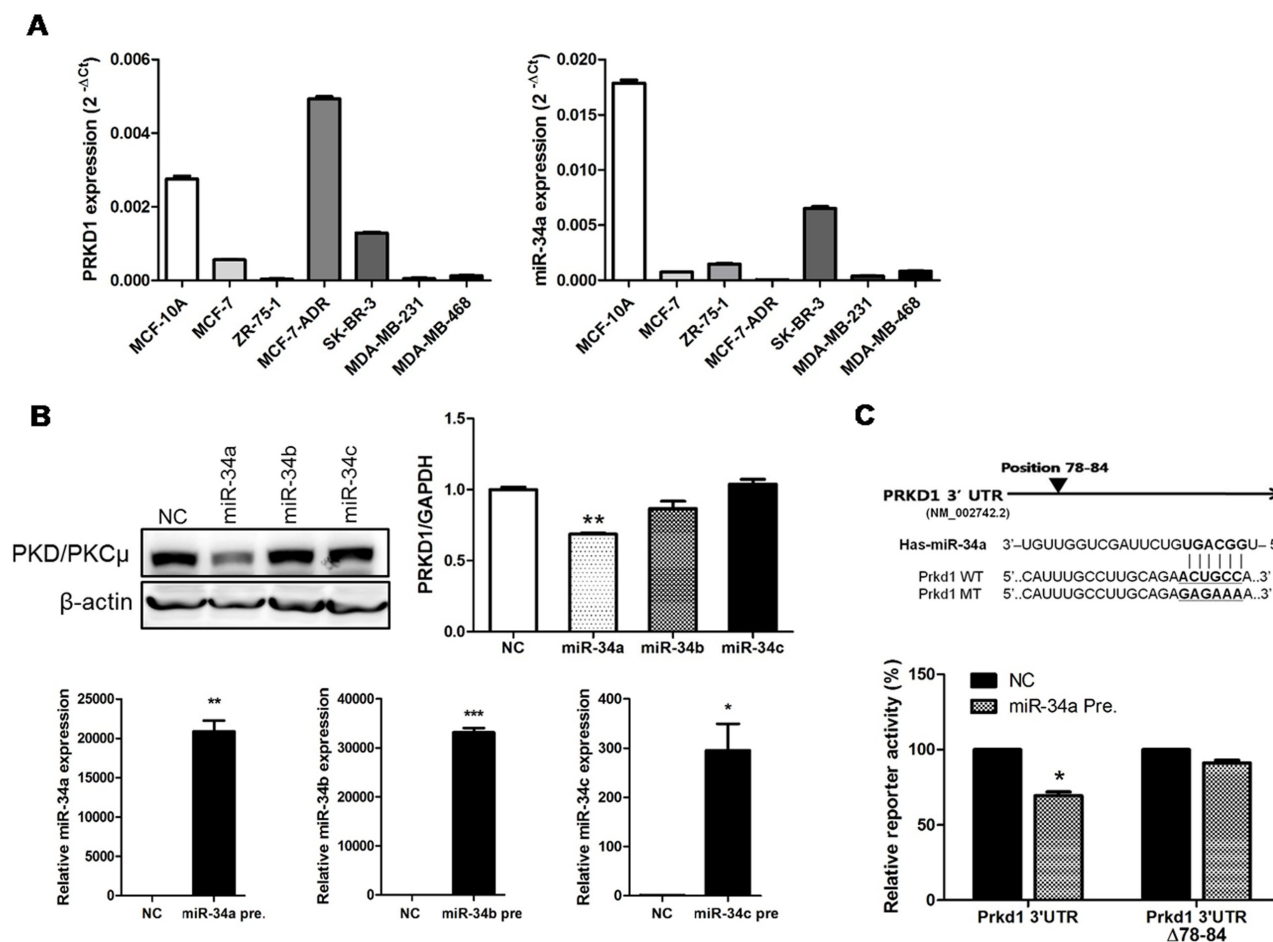 A
PRKD1 expression (2 -ΔCt)
0.006
0.004
0.002
0.000
MCF-10A
MCF-7
ZR-75-1
MCF-7-ADR
SK-BR-3
MDA-MB-231
MDA-MB-468
miR-34a expression (2 -ΔCt)
0.020
0.015
0.010
0.005
0.000
MCF-10A
MCF-7
ZR-75-1
MCF-7-ADR
SK-BR-3
MDA-MB-231
MDA-MB-468
B
NC
miR-34a
miR-34b
miR-34c
PKD/PKCμ
β-actin
PRKD1/GAPDH
1.5
1.0
0.5
0.0
**
NC
miR-34a
miR-34b
miR-34c
Relative miR-34a expression
25000
20000
15000
10000
5000
0
**
NC
miR-34a pre.
Relative miR-34b expression
40000
30000
20000
10000
0
***
NC
miR-34b pre
Relative miR-34c expression
400
300
200
100
0
*
NC
miR-34c pre
C
Position 78-84
PRKD1 3' UTR
(NM_002742.2)
Has-miR-34a 3'–UGUUGGUCGAUUCUGUGACGGU– 5
Prkd1 WT 5'..CAUUUGCCUUGCAGAACUGCCA..3'
Prkd1 MT 5'..CAUUUGCCUUGCAGAGAGAAAA..3'
Relative reporter activity (%)
150
100
50
0
NC
miR-34a Pre.
*
Prkd1 3'UTR
Prkd1 3'UTR
Δ78-84